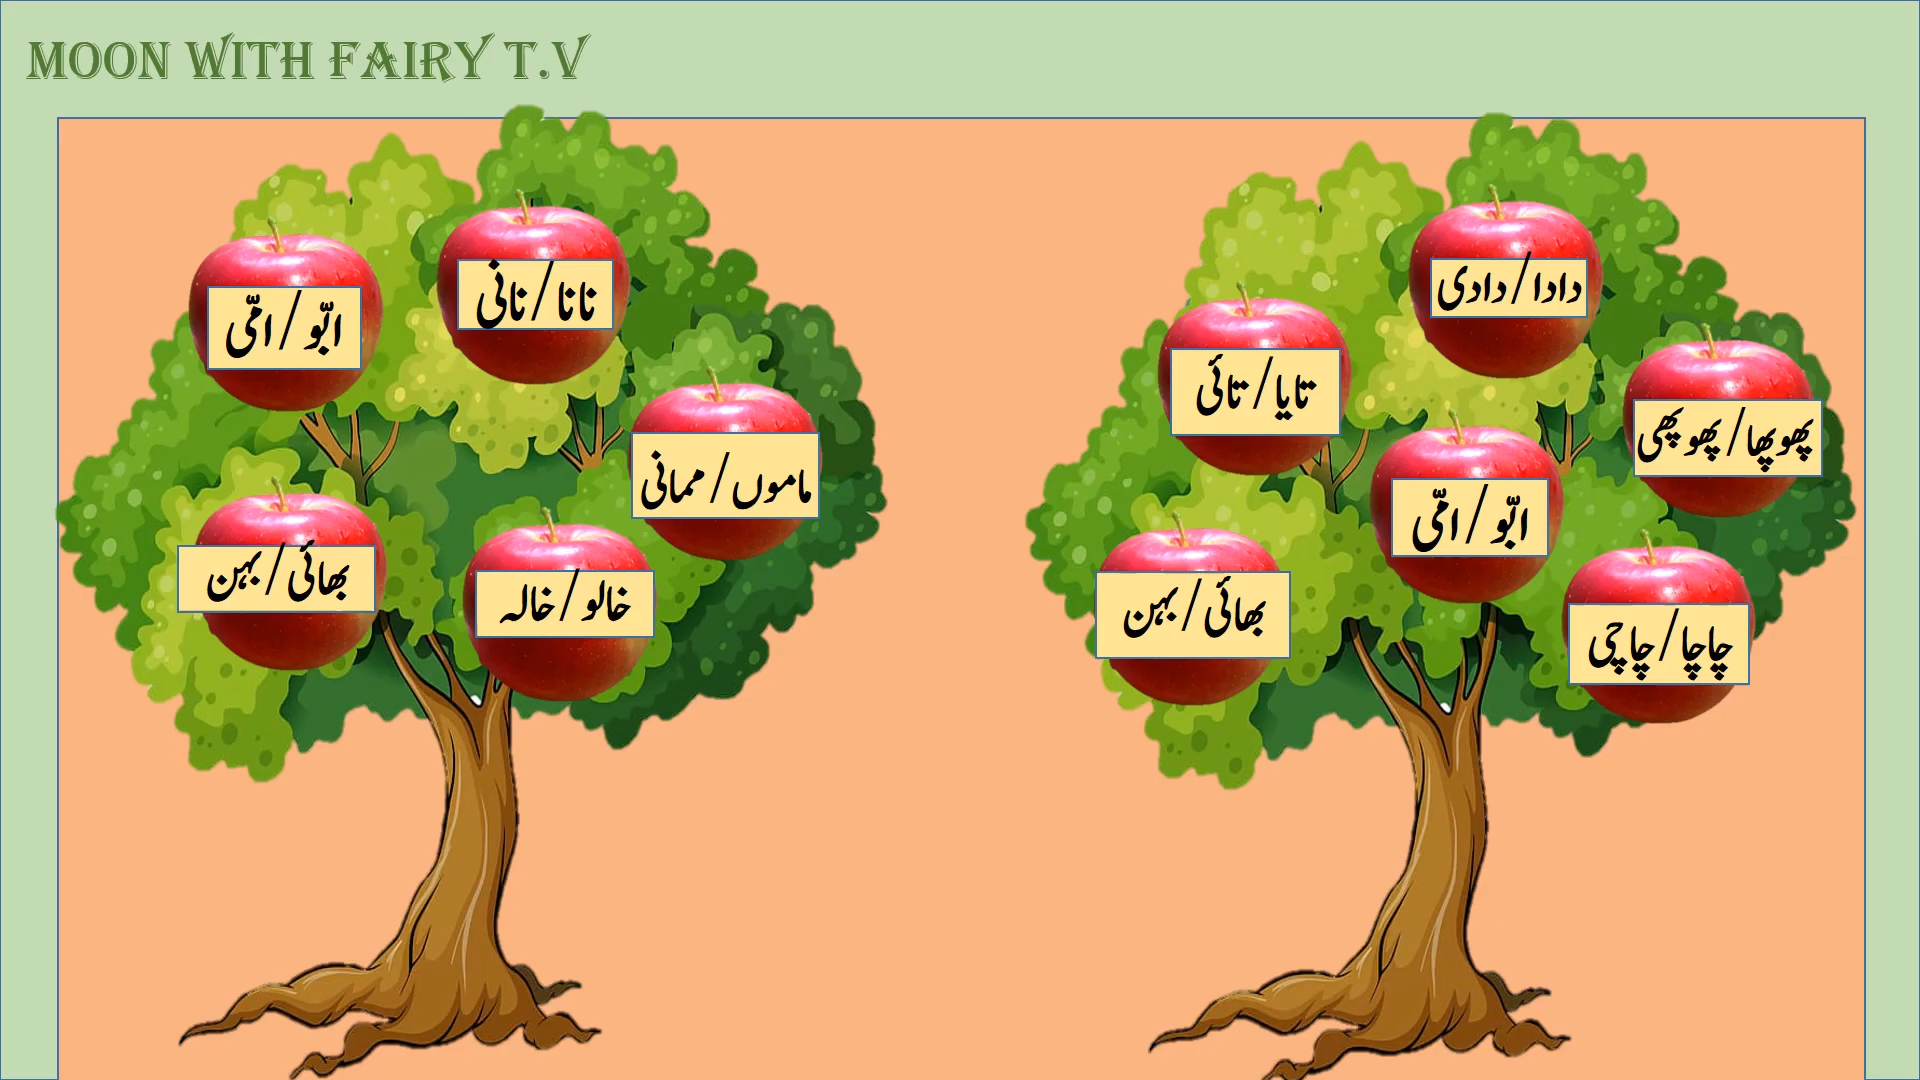 MOON WITH FAIRY T.V
نانا/نانی
ابّو / امّی
ماموں/ممانی
بھائی/بہن
خالو/خالہ
دادا/دادی
تایا/تائی
پھوپھا/پھوپھی
ابّو / امّی
بھائی/بہن
چاچا/چاچی